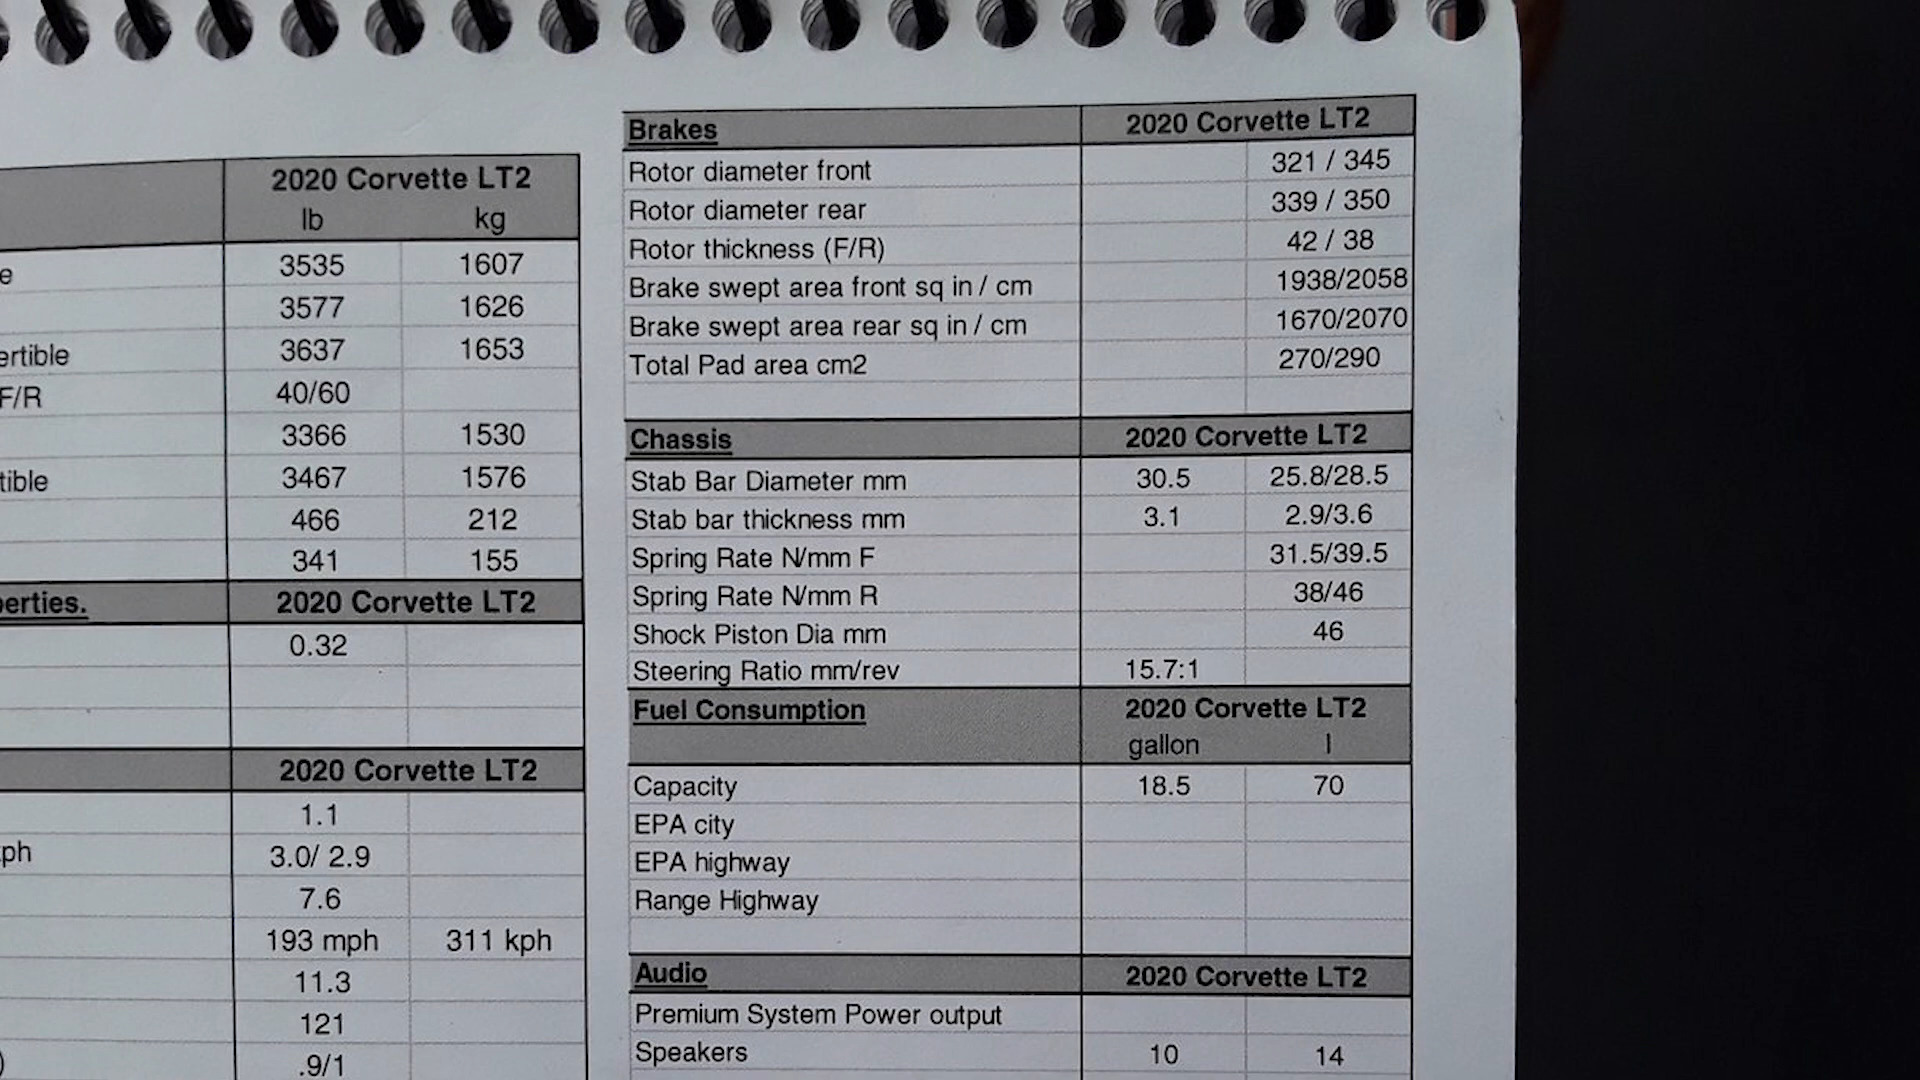 2020 Corvette LT2
lb kg
e 3535 1607
3577 1626
ertible 3637 1653
F/R 40/60
3366 1530
tible 3467 1576
466 212
341 155
perties. 2020 Corvette LT2
0.32
2020 Corvette LT2
1.1
ph 3.0/ 2.9
7.6
193 mph 311 kph
11.3
121
) .9/1
Brakes 2020 Corvette LT2
Rotor diameter front 321 / 345
Rotor diameter rear 339 / 350
Rotor thickness (F/R) 42 / 38
Brake swept area front sq in / cm 1938/2058
Brake swept area rear sq in / cm 1670/2070
Total Pad area cm2 270/290
Chassis 2020 Corvette LT2
Stab Bar Diameter mm 30.5 25.8/28.5
Stab bar thickness mm 3.1 2.9/3.6
Spring Rate N/mm F 31.5/39.5
Spring Rate N/mm R 38/46
Shock Piston Dia mm 46
Steering Ratio mm/rev 15.7:1
Fuel Consumption 2020 Corvette LT2
gallon l
Capacity 18.5 70
EPA city
EPA highway
Range Highway
Audio 2020 Corvette LT2
Premium System Power output
Speakers 10 14